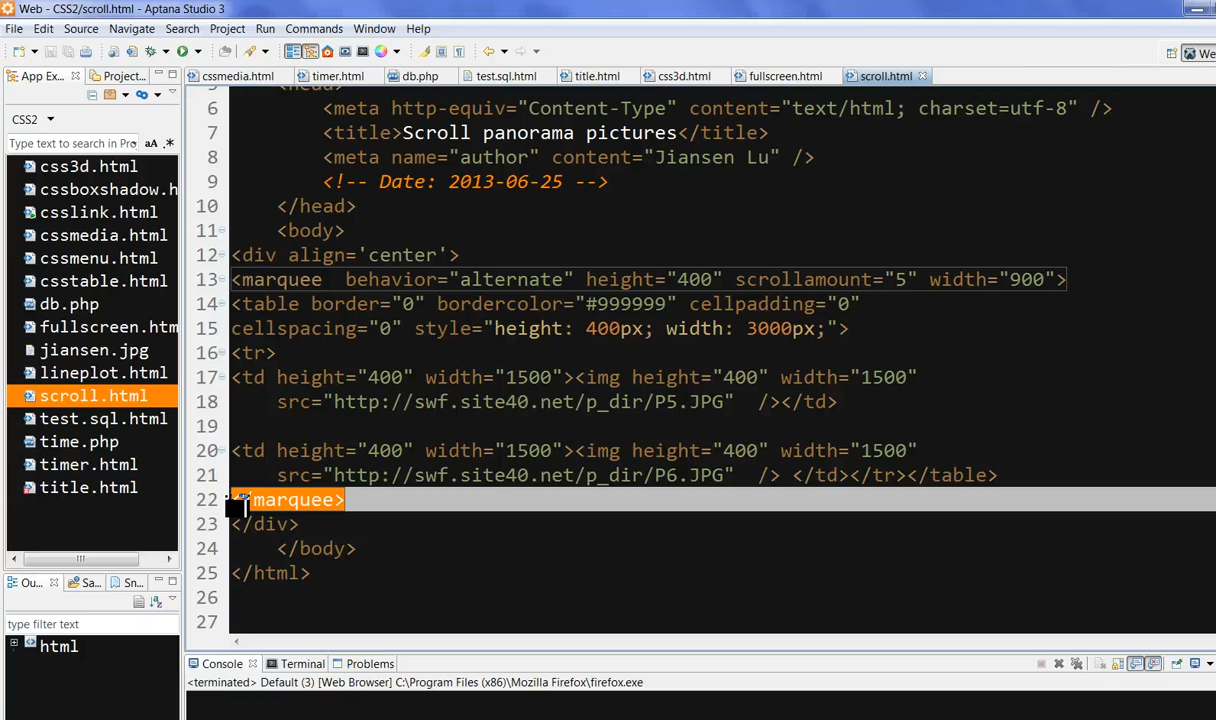 Web - CSS2/scroll.html - Aptana Studio 3
File Edit Source Navigate Search Project Run Commands Window Help
We
App Ex... Project...
cssmedia.html timer.html db.php test.sql.html title.html css3d.html fullscreen.html scroll.html
CSS2
Type text to search in Pro aA .*
css3d.html
cssboxshadow.h
csslink.html
cssmedia.html
cssmenu.html
csstable.html
db.php
fullscreen.htm
jiansen.jpg
lineplot.html
scroll.html
test.sql.html
time.php
timer.html
title.html
Ou... Sa... Sn...
type filter text
html
<head>
6 <meta http-equiv="Content-Type" content="text/html; charset=utf-8" />
7 <title>Scroll panorama pictures</title>
8 <meta name="author" content="Jiansen Lu" />
9 <!-- Date: 2013-06-25 -->
10 </head>
11 <body>
12 <div align='center'>
13 <marquee behavior="alternate" height="400" scrollamount="5" width="900">
14 <table border="0" bordercolor="#999999" cellpadding="0"
15 cellspacing="0" style="height: 400px; width: 3000px;">
16 <tr>
17 <td height="400" width="1500"><img height="400" width="1500"
18 src="http://swf.site40.net/p_dir/P5.JPG" /></td>
19
20 <td height="400" width="1500"><img height="400" width="1500"
21 src="http://swf.site40.net/p_dir/P6.JPG" /> </td></tr></table>
22 </marquee>
23 </div>
24 </body>
25 </html>
26
27
Console Terminal Problems
<terminated> Default (3) [Web Browser] C:\Program Files (x86)\Mozilla Firefox\firefox.exe